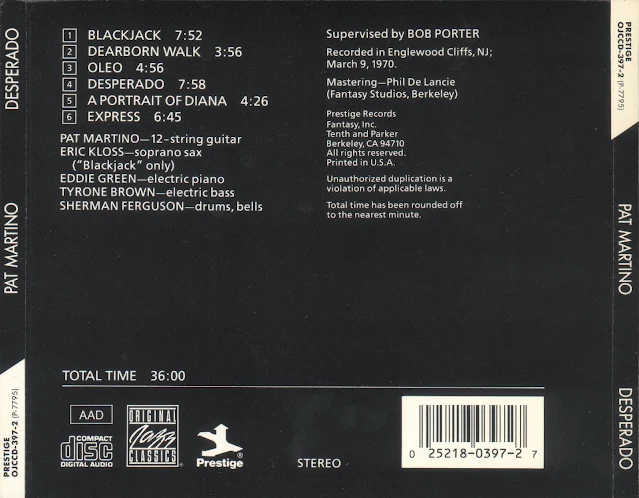 DESPERADO
PAT MARTINO
PRESTIGE
OJCCD-397-2 (P-7795)
1 BLACKJACK 7:52
2 DEARBORN WALK 3:56
3 OLEO 4:56
4 DESPERADO 7:58
5 A PORTRAIT OF DIANA 4:26
6 EXPRESS 6:45
PAT MARTINO—12-string guitar
ERIC KLOSS—soprano sax
("Blackjack" only)
EDDIE GREEN—electric piano
TYRONE BROWN—electric bass
SHERMAN FERGUSON—drums, bells
Supervised by BOB PORTER
Recorded in Englewood Cliffs, NJ;
March 9, 1970.
Mastering—Phil De Lancie
(Fantasy Studios, Berkeley)
Prestige Records
Fantasy, Inc.
Tenth and Parker
Berkeley, CA 94710
All rights reserved.
Printed in U.S.A.
Unauthorized duplication is a
violation of applicable laws.
Total time has been rounded off
to the nearest minute.
TOTAL TIME 36:00
AAD
COMPACT
disc
DIGITAL AUDIO
ORIGINAL
Jazz
CLASSICS
Prestige
STEREO
0 25218-0397-2 7
PRESTIGE
OJCCD-397-2 (P-7795)
PAT MARTINO
DESPERADO